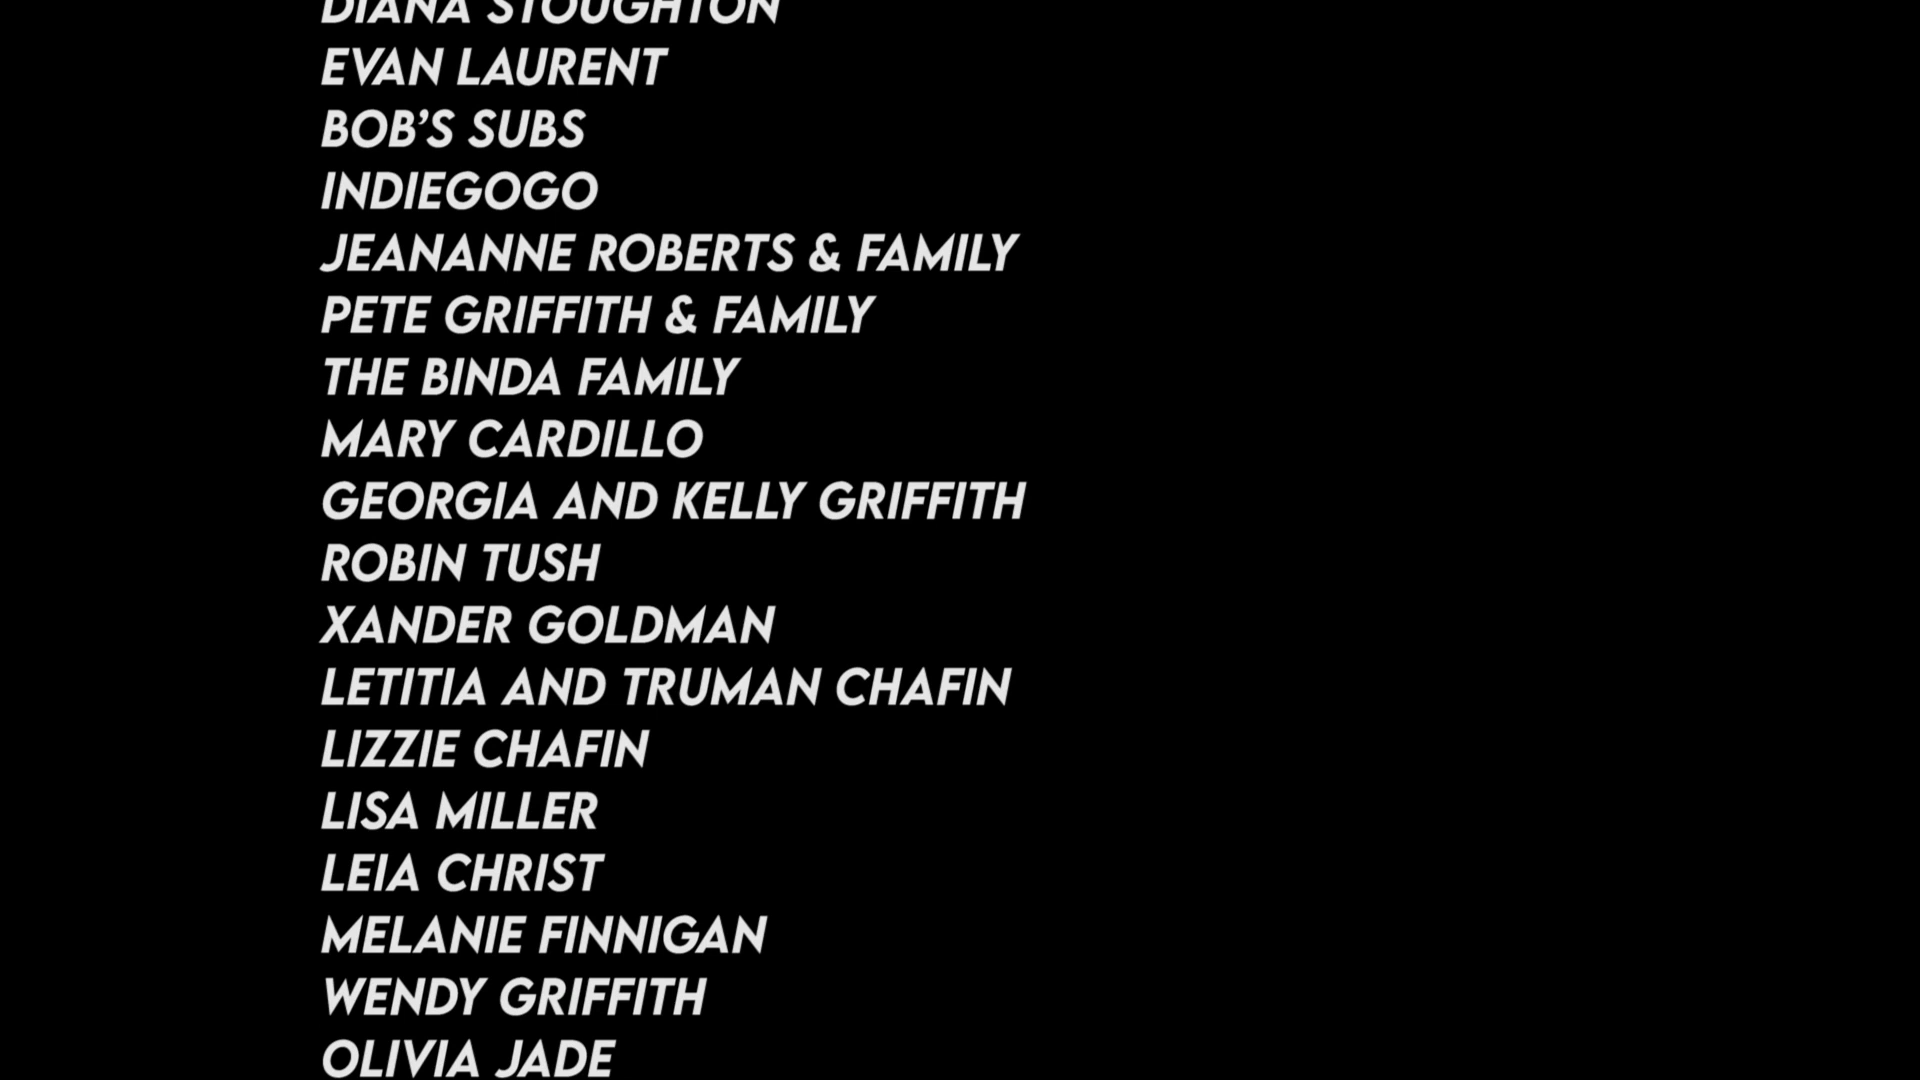 DIANA STOUGHTON
EVAN LAURENT
BOB'S SUBS
INDIEGOGO
JEANANNE ROBERTS & FAMILY
PETE GRIFFITH & FAMILY
THE BINDA FAMILY
MARY CARDILLO
GEORGIA AND KELLY GRIFFITH
ROBIN TUSH
XANDER GOLDMAN
LETITIA AND TRUMAN CHAFIN
LIZZIE CHAFIN
LISA MILLER
LEIA CHRIST
MELANIE FINNIGAN
WENDY GRIFFITH
OLIVIA JADE